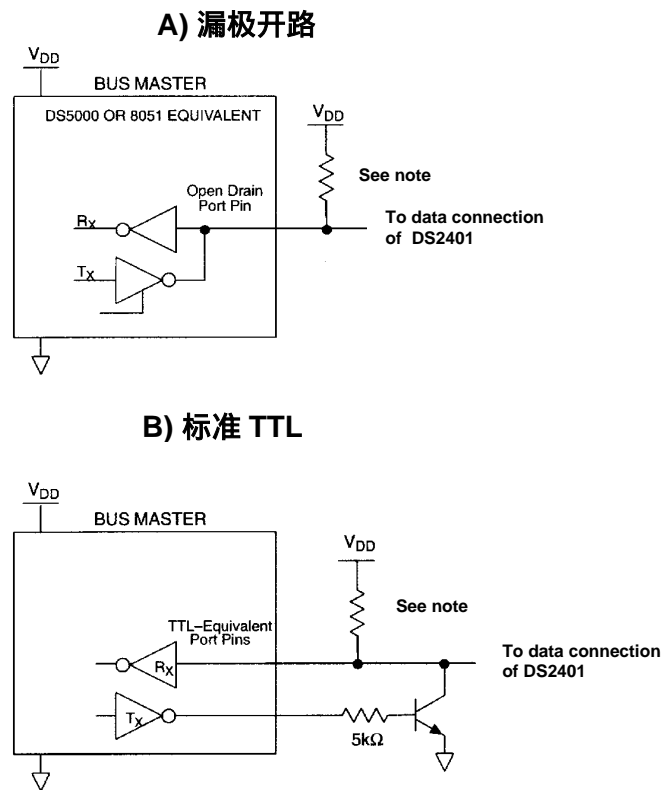 A) 漏极开路
VDD
BUS MASTER
DS5000 OR 8051 EQUIVALENT
VDD
See note
Open Drain
Port Pin
RX
To data connection
of DS2401
TX
B) 标准 TTL
VDD
BUS MASTER
VDD
See note
TTL–Equivalent
Port Pins
RX
To data connection
of DS2401
TX
5kΩ